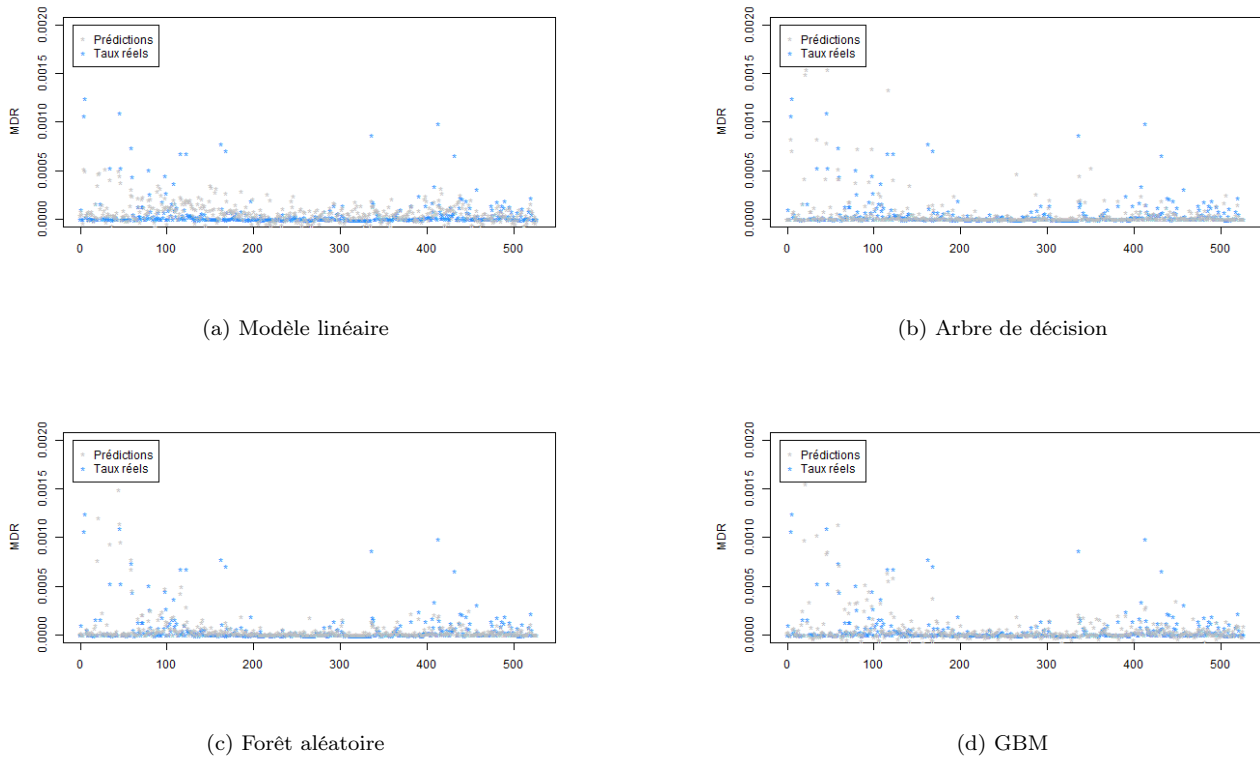 MDR
0.0000 0.0005 0.0010 0.0015 0.0020
Prédictions
Taux réels
0 100 200 300 400 500
(a) Modèle linéaire
MDR
0.0000 0.0005 0.0010 0.0015 0.0020
Prédictions
Taux réels
0 100 200 300 400 500
(b) Arbre de décision
MDR
0.0000 0.0005 0.0010 0.0015 0.0020
Prédictions
Taux réels
0 100 200 300 400 500
(c) Forêt aléatoire
MDR
0.0000 0.0005 0.0010 0.0015 0.0020
Prédictions
Taux réels
0 100 200 300 400 500
(d) GBM